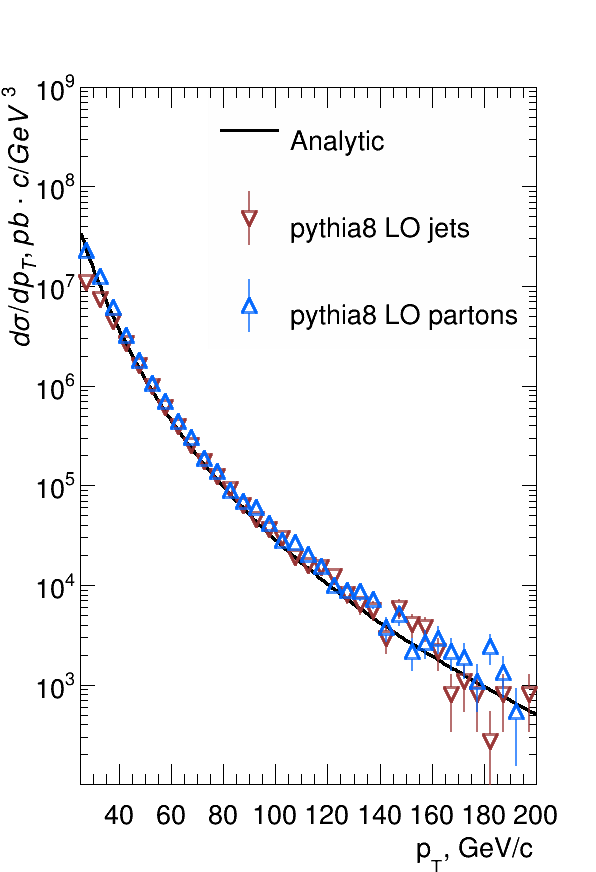 dσ/dp_T, pb · c/GeV^3
10^9
10^8
10^7
10^6
10^5
10^4
10^3
Analytic
pythia8 LO jets
pythia8 LO partons
40 60 80 100 120 140 160 180 200
p_T, GeV/c